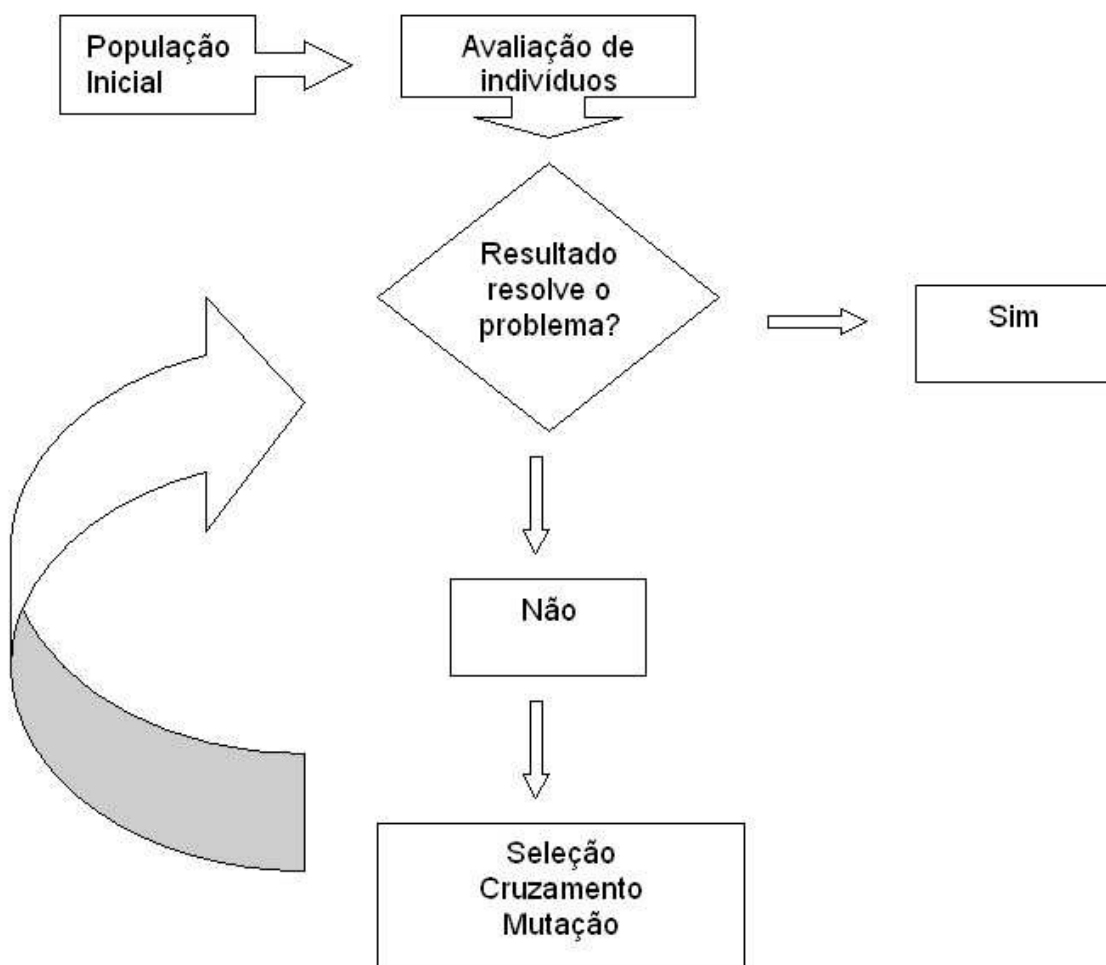 População
Inicial
Avaliação de
indivíduos
Resultado
resolve o
problema?
Sim
Não
Seleção
Cruzamento
Mutação